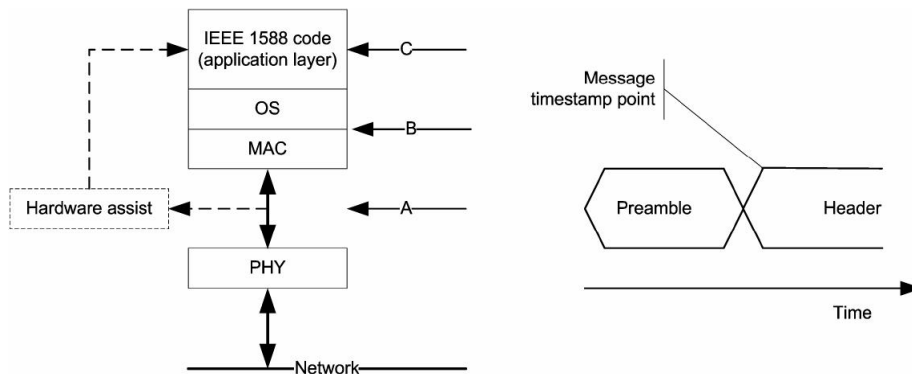 IEEE 1588 code
(application layer)
OS
MAC
Hardware assist
PHY
Network
C
B
A
Message
timestamp point
Preamble
Header
Time